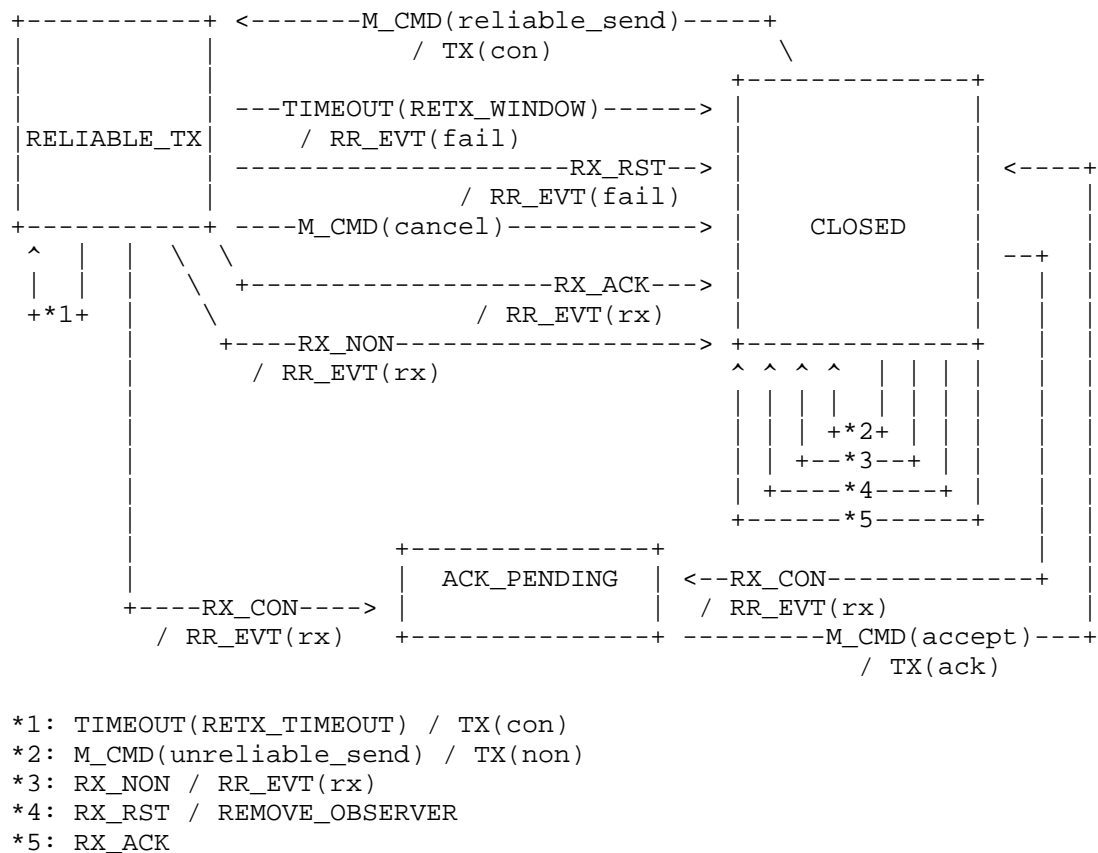 +-----------+ <-------M_CMD(reliable_send)-----+
|           |            / TX(con)              \
|           |                                +--------------+
|           | ---TIMEOUT(RETX_WINDOW)------> |              |
|RELIABLE_TX|     / RR_EVT(fail)             |              |
|           | ---------------------RX_RST--> |              | <----+
|           |               / RR_EVT(fail)   |              |      |
+-----------+ ----M_CMD(cancel)------------> |    CLOSED    |      |
 ^  |  |  \  \                               |              | --+  |
 |  |  |   \  +-------------------RX_ACK---> |              |   |  |
 +*1+  |    \                / RR_EVT(rx)    |              |   |  |
       |     +----RX_NON-------------------> +--------------+   |  |
       |       / RR_EVT(rx)                  ^ ^ ^ ^  | | | |   |  |
       |                                     | | | |  | | | |   |  |
       |                                     | | | +*2+ | | |   |  |
       |                                     | | +--*3--+ | |   |  |
       |                                     | +----*4----+ |   |  |
       |                                     +------*5------+   |  |
       |                +---------------+                       |  |
       |                |  ACK_PENDING  | <--RX_CON-------------+  |
       +----RX_CON----> |               |  / RR_EVT(rx)            |
         / RR_EVT(rx)   +---------------+ ---------M_CMD(accept)---+
                                                     / TX(ack)
*1: TIMEOUT(RETX_TIMEOUT) / TX(con)
*2: M_CMD(unreliable_send) / TX(non)
*3: RX_NON / RR_EVT(rx)
*4: RX_RST / REMOVE_OBSERVER
*5: RX_ACK